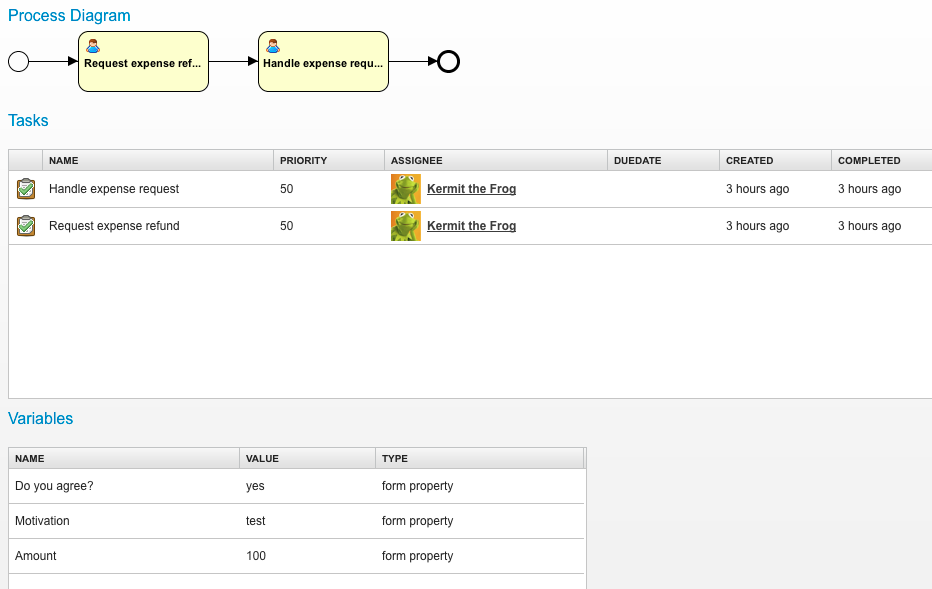 Process Diagram
Request expense ref... Handle expense requ...
Tasks
NAME PRIORITY ASSIGNEE DUEDATE CREATED COMPLETED
Handle expense request 50 Kermit the Frog 3 hours ago 3 hours ago
Request expense refund 50 Kermit the Frog 3 hours ago 3 hours ago
Variables
NAME VALUE TYPE
Do you agree? yes form property
Motivation test form property
Amount 100 form property